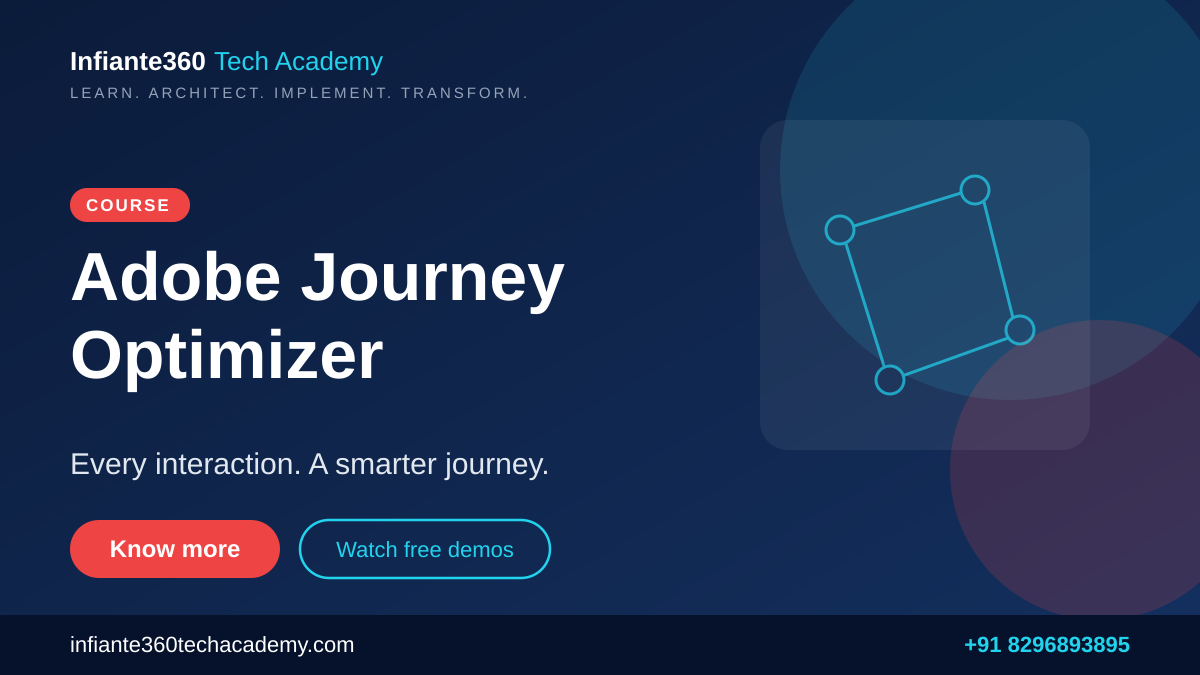 Infiante360 Tech Academy
LEARN. ARCHITECT. IMPLEMENT. TRANSFORM.
COURSE
Adobe Journey
Optimizer
Every interaction. A smarter journey.
Know more
Watch free demos
infiante360techacademy.com
+91 8296893895